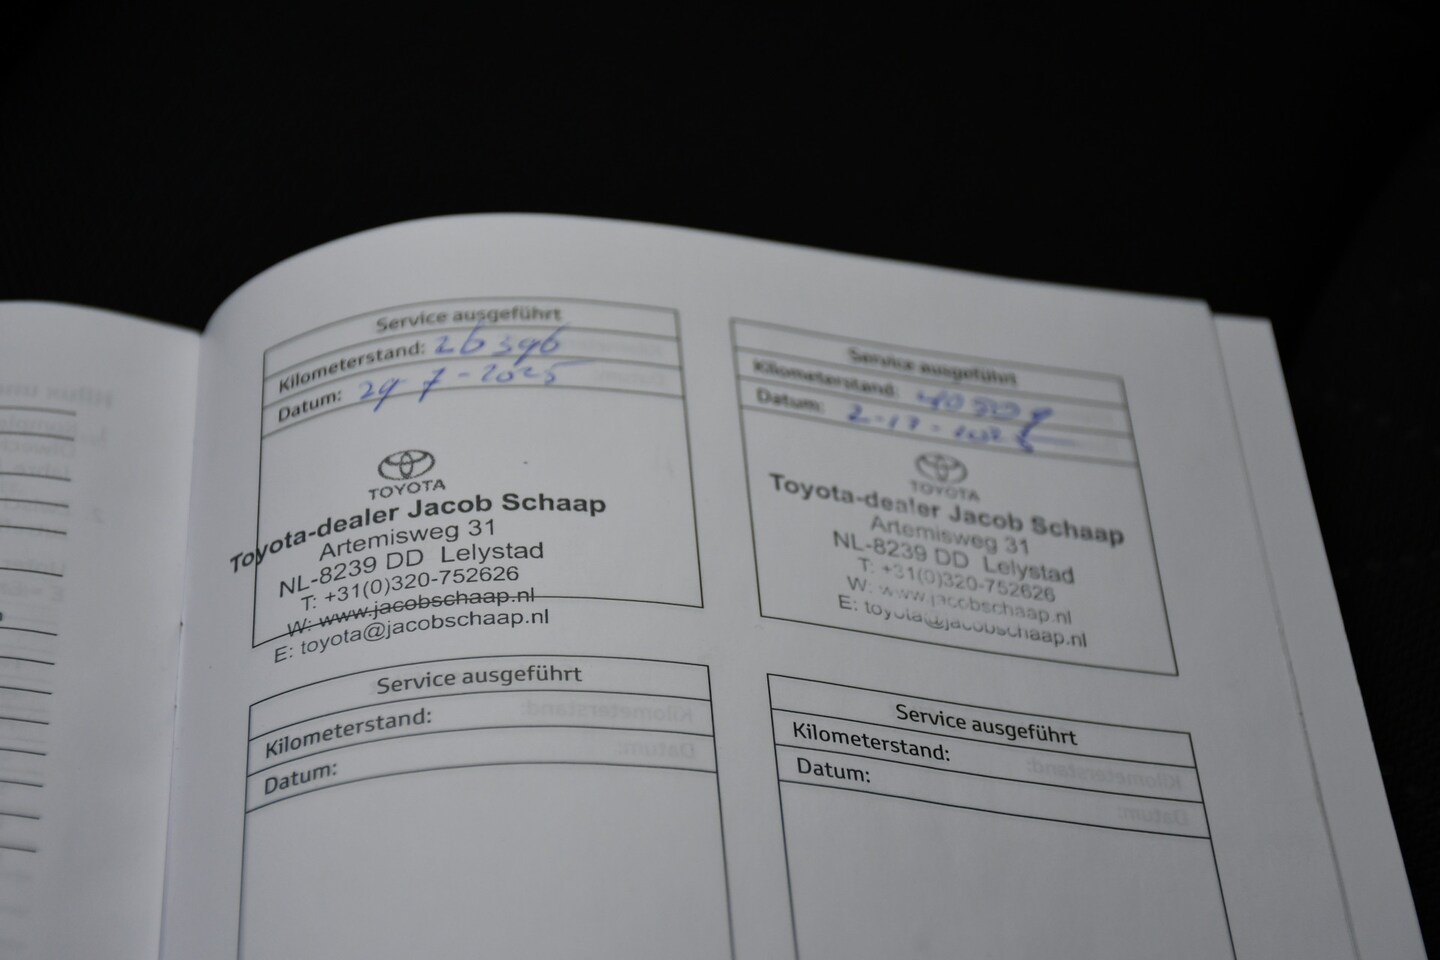 Service ausgeführt
Kilometerstand: 26396
Datum: 29-7-2025
TOYOTA
Toyota-dealer Jacob Schaap
Artemisweg 31
NL-8239 DD Lelystad
T: +31(0)320-752626
W: www.jacobschaap.nl
E: toyota@jacobschaap.nl
Service ausgeführt
Kilometerstand:
Datum:
TOYOTA
Toyota-dealer Jacob Schaap
Artemisweg 31
NL-8239 DD Lelystad
T: +31(0)320-752626
W: www.jacobschaap.nl
E: toyota@jacobschaap.nl
Service ausgeführt
Kilometerstand:
Datum:
Service ausgeführt
Kilometerstand:
Datum: